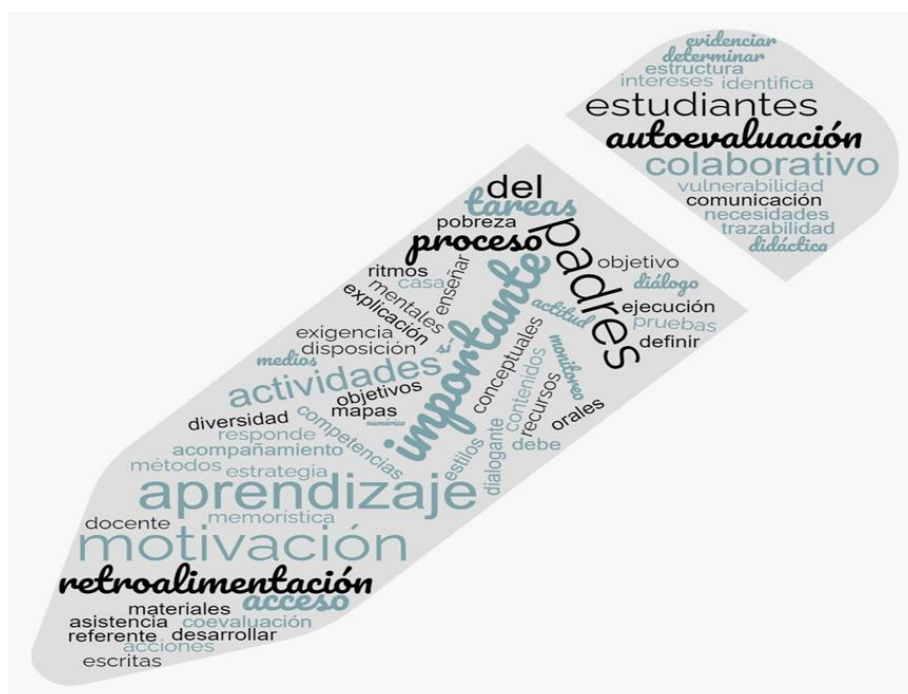 evidenciar
determinar
estructura
intereses identifica
estudiantes
autoevaluación
colaborativo
vulnerabilidad
comunicación
necesidades
trazabilidad
didáctica
del
tareas
pobreza
proceso
padres
ritmos
casa
enseñar
mentales
explicación
importante
objetivo
diálogo
actitud
ejecución
pruebas
definir
exigencia
disposición
sí
medios
actividades
conceptuales
monitoreo
contenidos
recursos
objetivos
mapas
numérico
orales
diversidad
competencias
responde
acompañamiento
estilos
dialogante
debe
métodos estrategia
aprendizaje
memorística
docente
motivación
retroalimentación
acceso
materiales
asistencia coevaluación
referente desarrollar
acciones
escritas